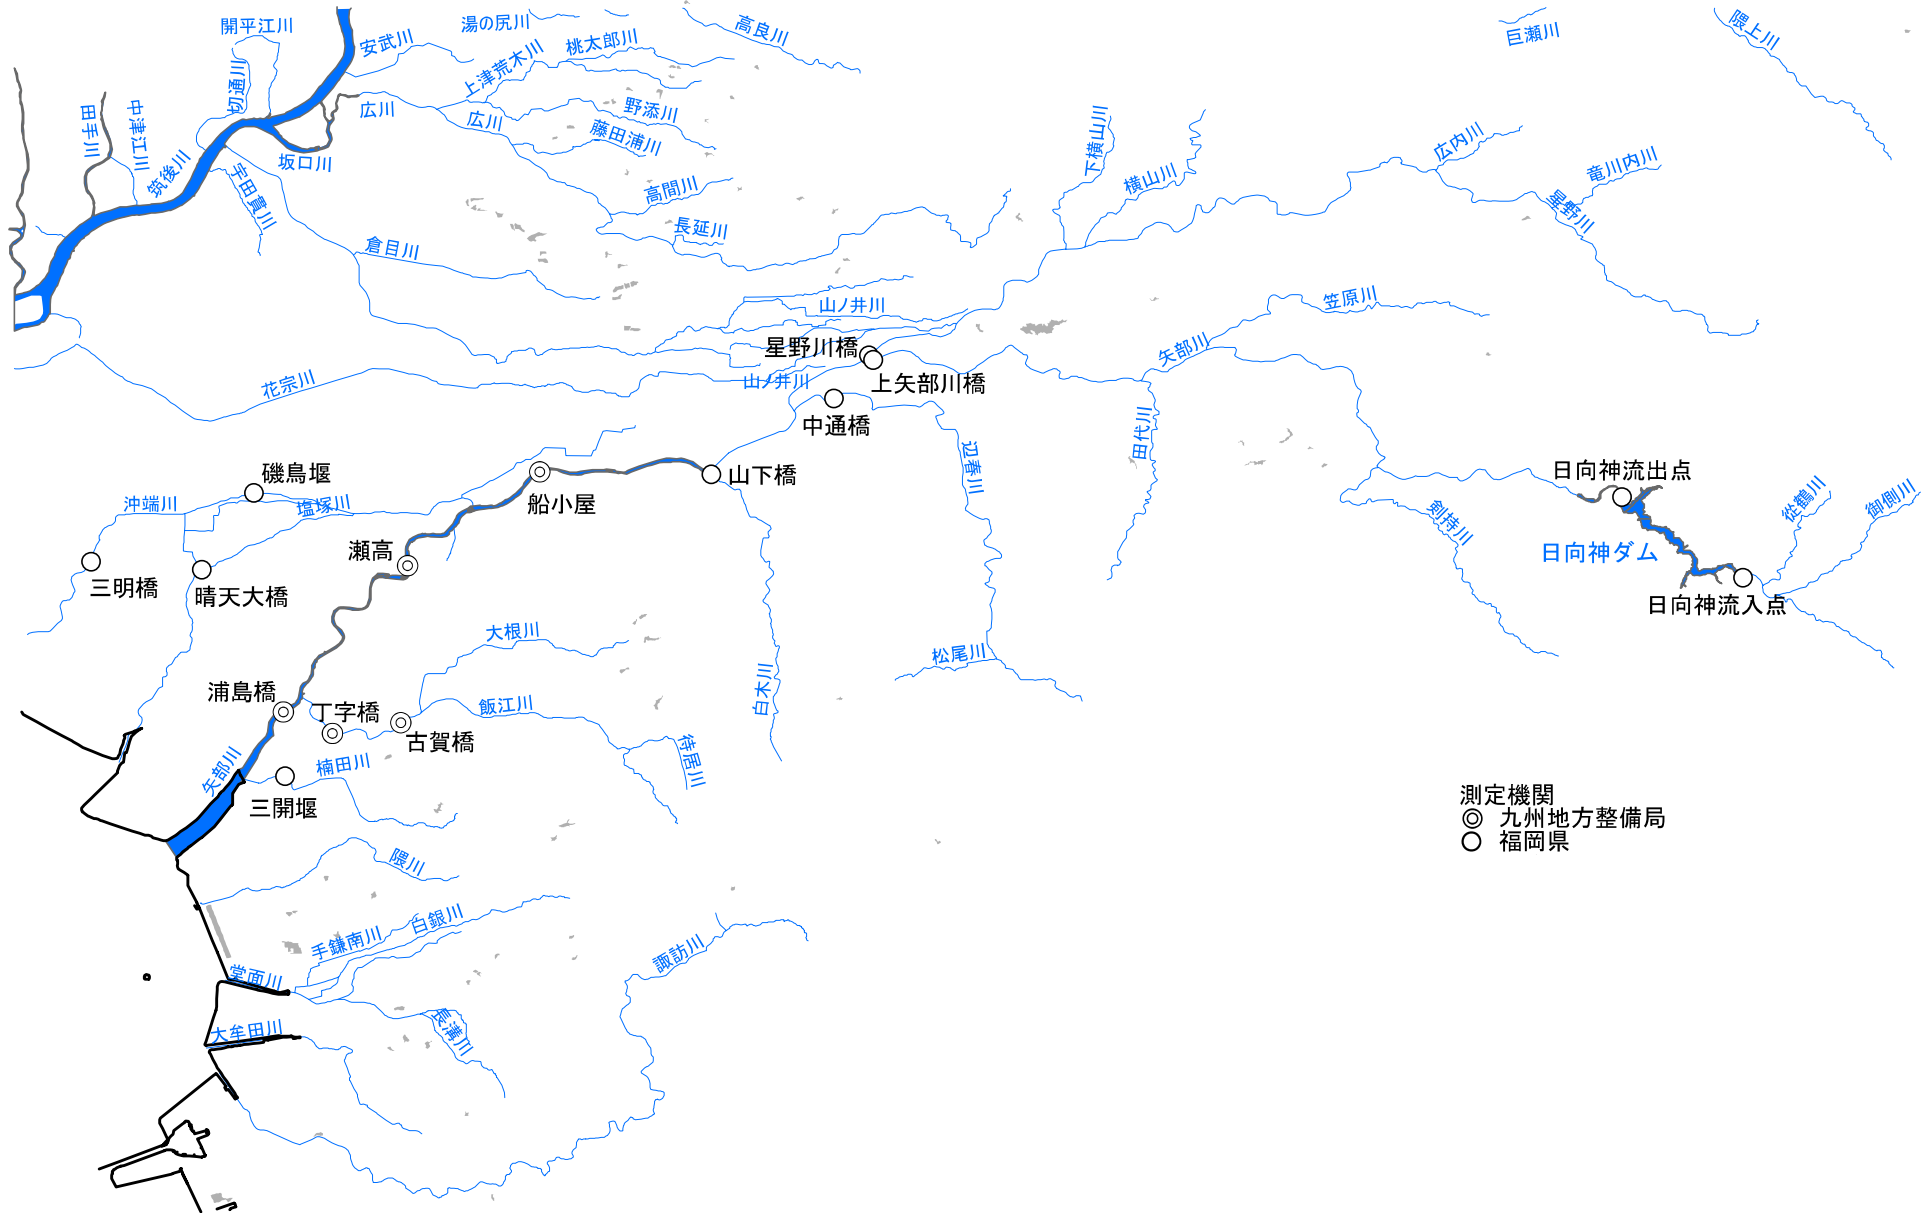 開平江川
安武川
湯の尻川
高良川
巨瀬川
隈上川
切通川
上津荒木川
桃太郎川
田手川
中津江川
広川
広川
野添川
藤田浦川
坂口川
筑後川
宇田貫川
高間川
長延川
倉目川
下横山川
横山川
広内川
竜川内川
星野川
山ノ井川
笠原川
星野川橋
矢部川
山ノ井川
上矢部川橋
花宗川
中通橋
田代川
辺春川
磯鳥堰
山下橋
日向神流出点
沖端川
塩塚川
船小屋
剣持川
從鶴川
御側川
瀬高
日向神ダム
三明橋
晴天大橋
日向神流入点
大根川
松尾川
白木川
浦島橋
丁字橋
飯江川
古賀橋
待居川
矢部川
楠田川
三開堰
測定機関
◎ 九州地方整備局
○ 福岡県
隈川
白銀川
手鎌南川
諏訪川
堂面川
大牟田川
長溝川